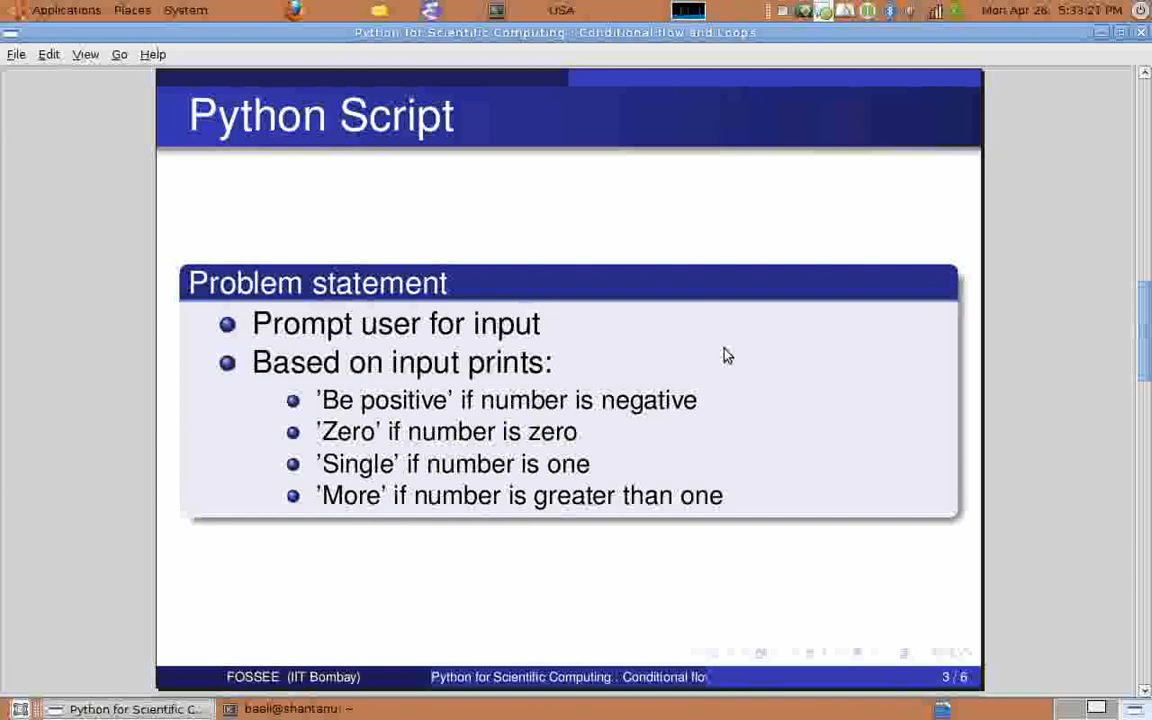 Applications Places System USA Mon Apr 26, 5:33:21 PM
Python for Scientific Computing : Conditional flow and Loops
File Edit View Go Help
Python Script
Problem statement
Prompt user for input
Based on input prints:
’Be positive’ if number is negative
’Zero’ if number is zero
’Single’ if number is one
’More’ if number is greater than one
FOSSEE (IIT Bombay) Python for Scientific Computing : Conditional flo 3 / 6
Python for Scientific C... baali@shantanu: ~